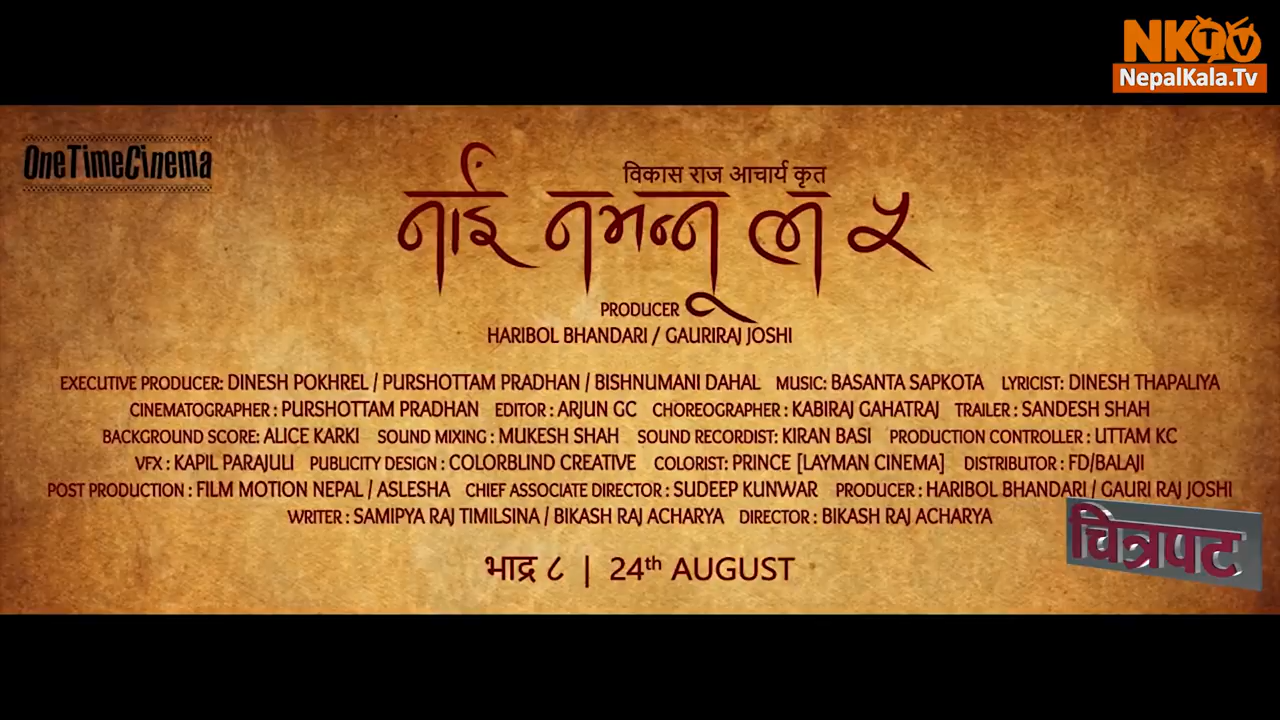 NKTV
NepalKala.Tv
OneTimeCinema
विकास राज आचार्य कृत
नाई नभन्नू ल ५
PRODUCER
HARIBOL BHANDARI / GAURIRAJ JOSHI
EXECUTIVE PRODUCER: DINESH POKHREL / PURSHOTTAM PRADHAN / BISHNUMANI DAHAL MUSIC: BASANTA SAPKOTA LYRICIST: DINESH THAPALIYA
CINEMATOGRAPHER : PURSHOTTAM PRADHAN EDITOR : ARJUN GC CHOREOGRAPHER : KABIRAJ GAHATRAJ TRAILER : SANDESH SHAH
BACKGROUND SCORE: ALICE KARKI SOUND MIXING : MUKESH SHAH SOUND RECORDIST: KIRAN BASI PRODUCTION CONTROLLER : UTTAM KC
VFX : KAPIL PARAJULI PUBLICITY DESIGN : COLORBLIND CREATIVE COLORIST: PRINCE [LAYMAN CINEMA] DISTRIBUTOR : FD/BALAJI
POST PRODUCTION : FILM MOTION NEPAL / ASLESHA CHIEF ASSOCIATE DIRECTOR : SUDEEP KUNWAR PRODUCER : HARIBOL BHANDARI / GAURI RAJ JOSHI
WRITER : SAMIPYA RAJ TIMILSINA / BIKASH RAJ ACHARYA DIRECTOR : BIKASH RAJ ACHARYA
चित्रपट
भाद्र ८ | 24th AUGUST